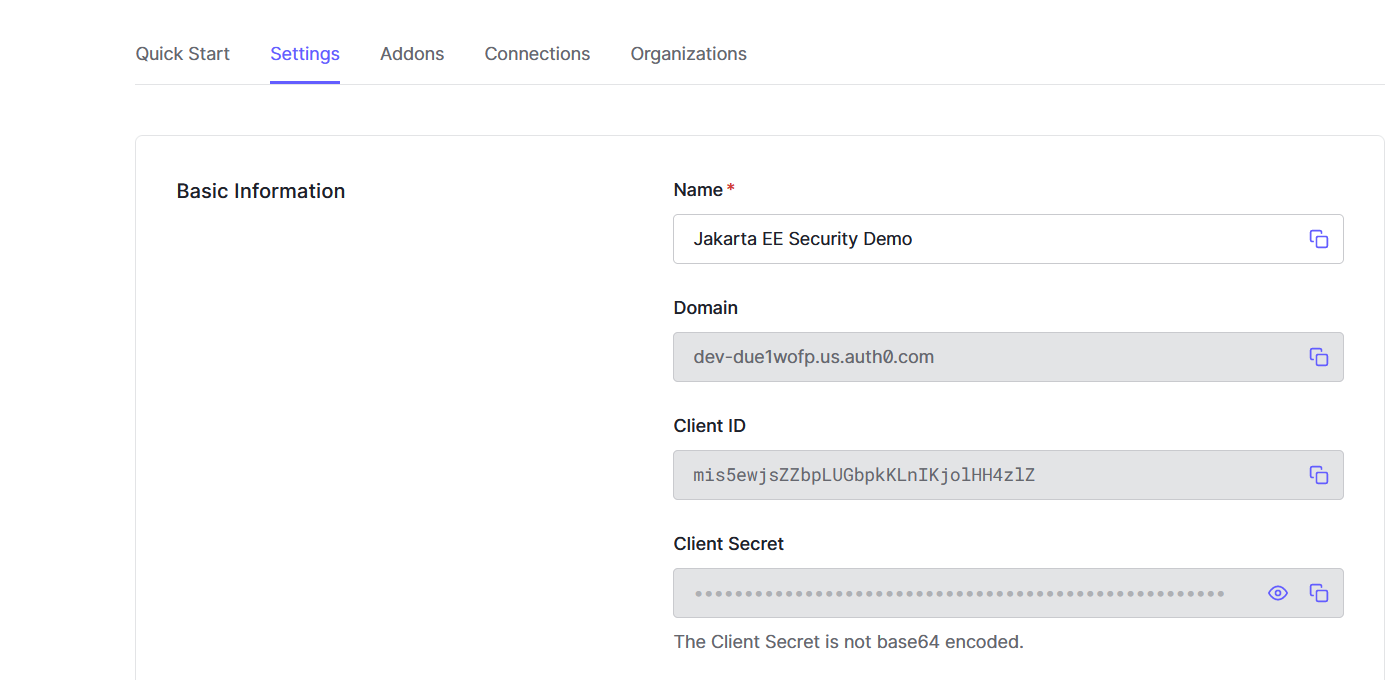 Quick Start Settings Addons Connections Organizations
Basic Information
Name *
Jakarta EE Security Demo
Domain
dev-due1wofp.us.auth0.com
Client ID
mis5ewjsZZbpLUGbpkKLnIKjolHH4zlZ
Client Secret
••••••••••••••••••••••••••••••••••••••••••••••••••••••
The Client Secret is not base64 encoded.